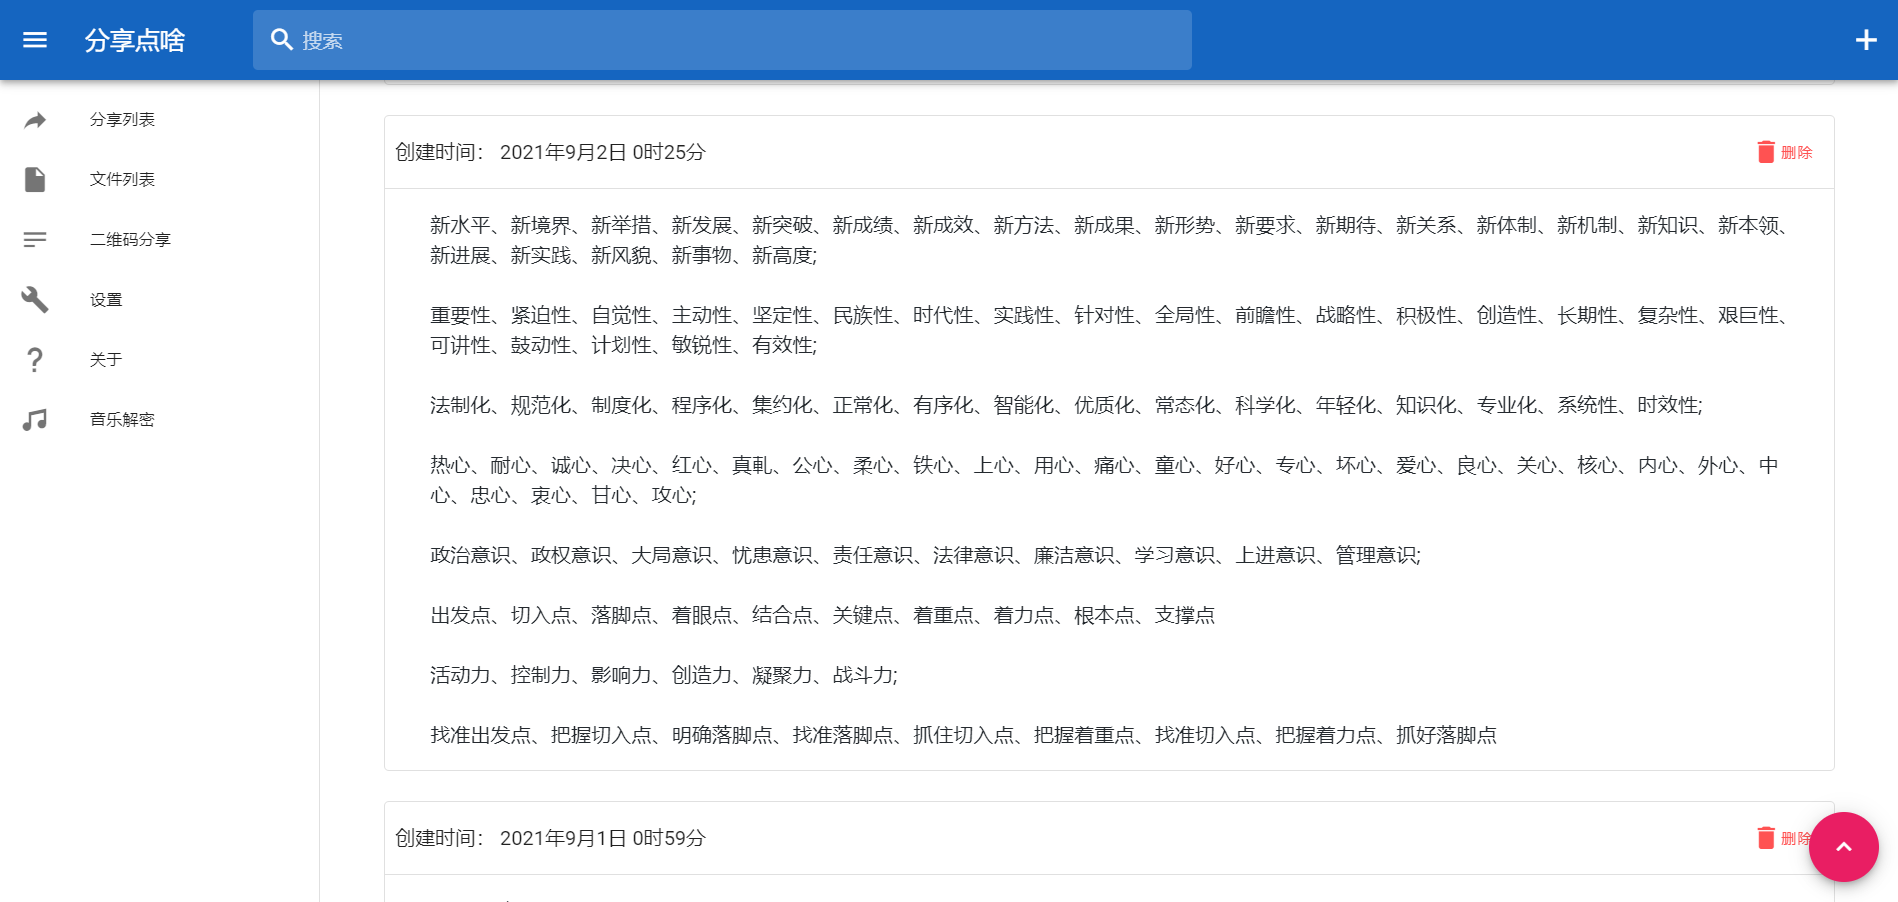 分享点啥
搜索
分享列表
文件列表
二维码分享
设置
关于
音乐解密
创建时间： 2021年9月2日 0时25分
删除
新水平、新境界、新举措、新发展、新突破、新成绩、新成效、新方法、新成果、新形势、新要求、新期待、新关系、新体制、新机制、新知识、新本领、
新进展、新实践、新风貌、新事物、新高度;
重要性、紧迫性、自觉性、主动性、坚定性、民族性、时代性、实践性、针对性、全局性、前瞻性、战略性、积极性、创造性、长期性、复杂性、艰巨性、
可讲性、鼓动性、计划性、敏锐性、有效性;
法制化、规范化、制度化、程序化、集约化、正常化、有序化、智能化、优质化、常态化、科学化、年轻化、知识化、专业化、系统性、时效性;
热心、耐心、诚心、决心、红心、真軐、公心、柔心、铁心、上心、用心、痛心、童心、好心、专心、坏心、爱心、良心、关心、核心、内心、外心、中
心、忠心、衷心、甘心、攻心;
政治意识、政权意识、大局意识、忧患意识、责任意识、法律意识、廉洁意识、学习意识、上进意识、管理意识;
出发点、切入点、落脚点、着眼点、结合点、关键点、着重点、着力点、根本点、支撑点
活动力、控制力、影响力、创造力、凝聚力、战斗力;
找准出发点、把握切入点、明确落脚点、找准落脚点、抓住切入点、把握着重点、找准切入点、把握着力点、抓好落脚点
创建时间： 2021年9月1日 0时59分
删除